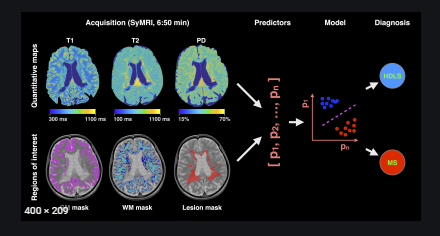 Acquisition (SyMRI, 6:50 min)
Predictors
Model
Diagnosis
Quantitative maps
T1
T2
PD
300 ms
1100 ms
100 ms
1100 ms
15%
70%
[ p1, p2, ..., pn ]
p1
pn
HDLS
MS
Regions of interest
mask
WM mask
Lesion mask
400 × 209